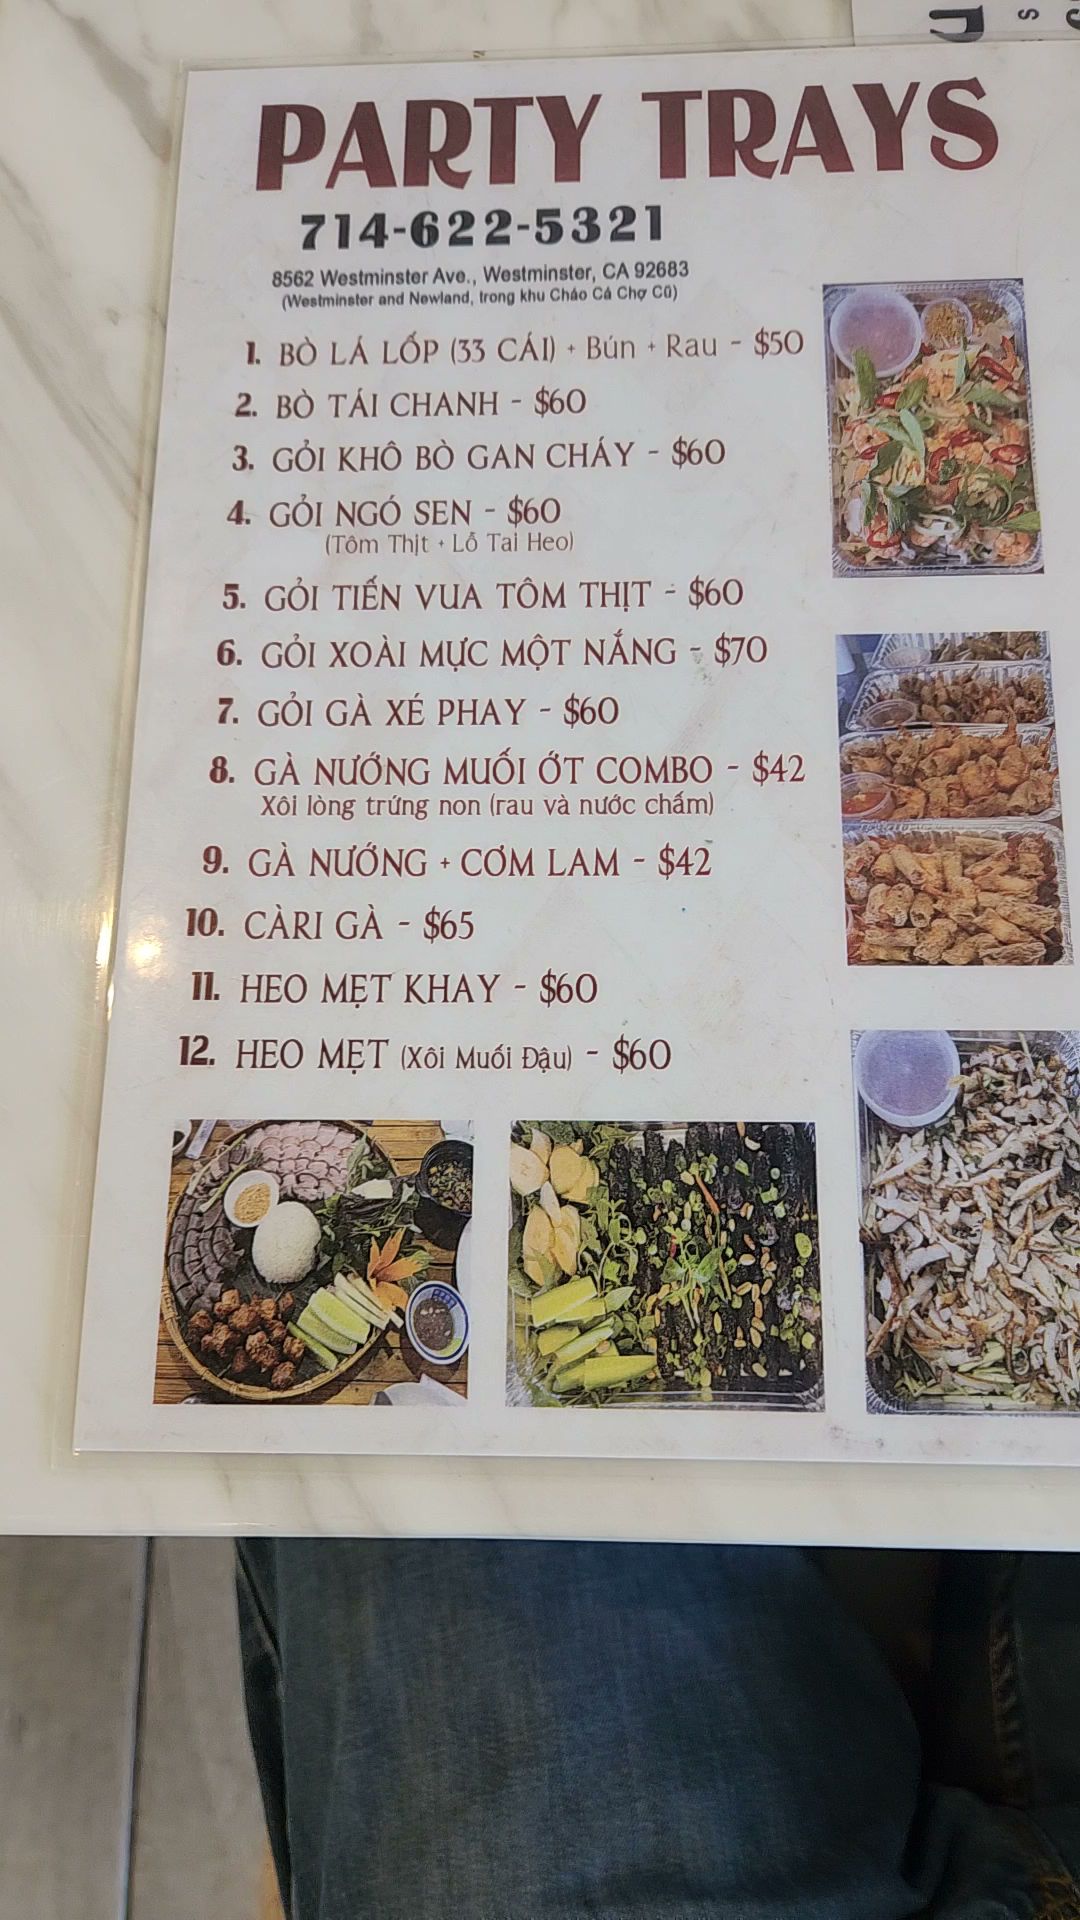 PARTY TRAYS
714-622-5321
8562 Westminster Ave., Westminster, CA 92683
(Westminster and Newland, trong khu Cháo Cá Chợ Cũ)
1. BÒ LÁ LỐP (33 CÁI) + Bún + Rau - $50
2. BÒ TÁI CHANH - $60
3. GỎI KHÔ BÒ GAN CHÁY - $60
4. GỎI NGÓ SEN - $60
(Tôm Thịt + Lỗ Tai Heo)
5. GỎI TIẾN VUA TÔM THỊT - $60
6. GỎI XOÀI MỰC MỘT NẮNG - $70
7. GỎI GÀ XÉ PHAY - $60
8. GÀ NƯỚNG MUỐI ỚT COMBO - $42
Xôi lòng trứng non (rau và nước chấm)
9. GÀ NƯỚNG + CƠM LAM - $42
10. CÀRI GÀ - $65
11. HEO MẸT KHAY - $60
12. HEO MẸT (Xôi Muối Đậu) - $60